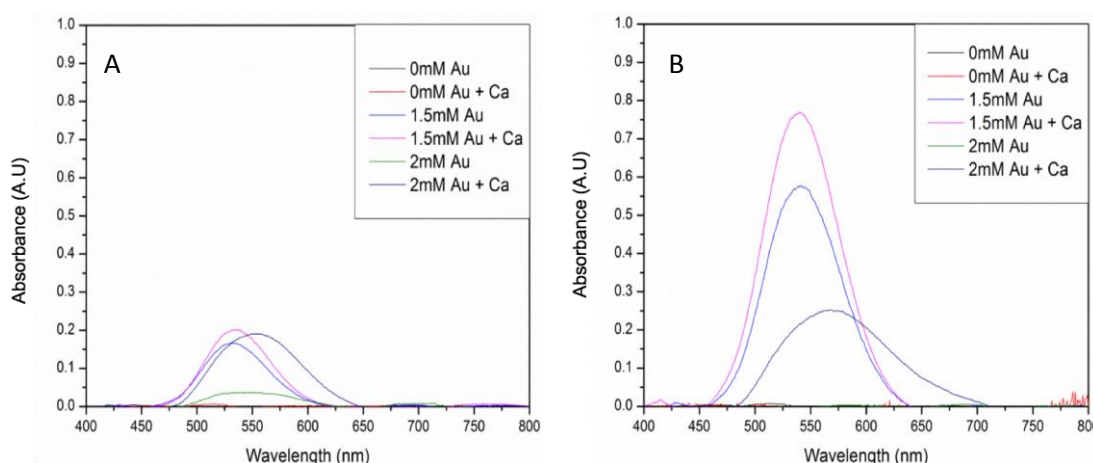 A
1.0
0.9
0.8
0.7
0.6
0.5
0.4
0.3
0.2
0.1
0.0
Absorbance (A.U)
400 450 500 550 600 650 700 750 800
Wavelength (nm)
0mM Au
0mM Au + Ca
1.5mM Au
1.5mM Au + Ca
2mM Au
2mM Au + Ca
B
1.0
0.9
0.8
0.7
0.6
0.5
0.4
0.3
0.2
0.1
0.0
Absorbance (A.U)
400 450 500 550 600 650 700 750 800
Wavelength (nm)
0mM Au
0mM Au + Ca
1.5mM Au
1.5mM Au + Ca
2mM Au
2mM Au + Ca